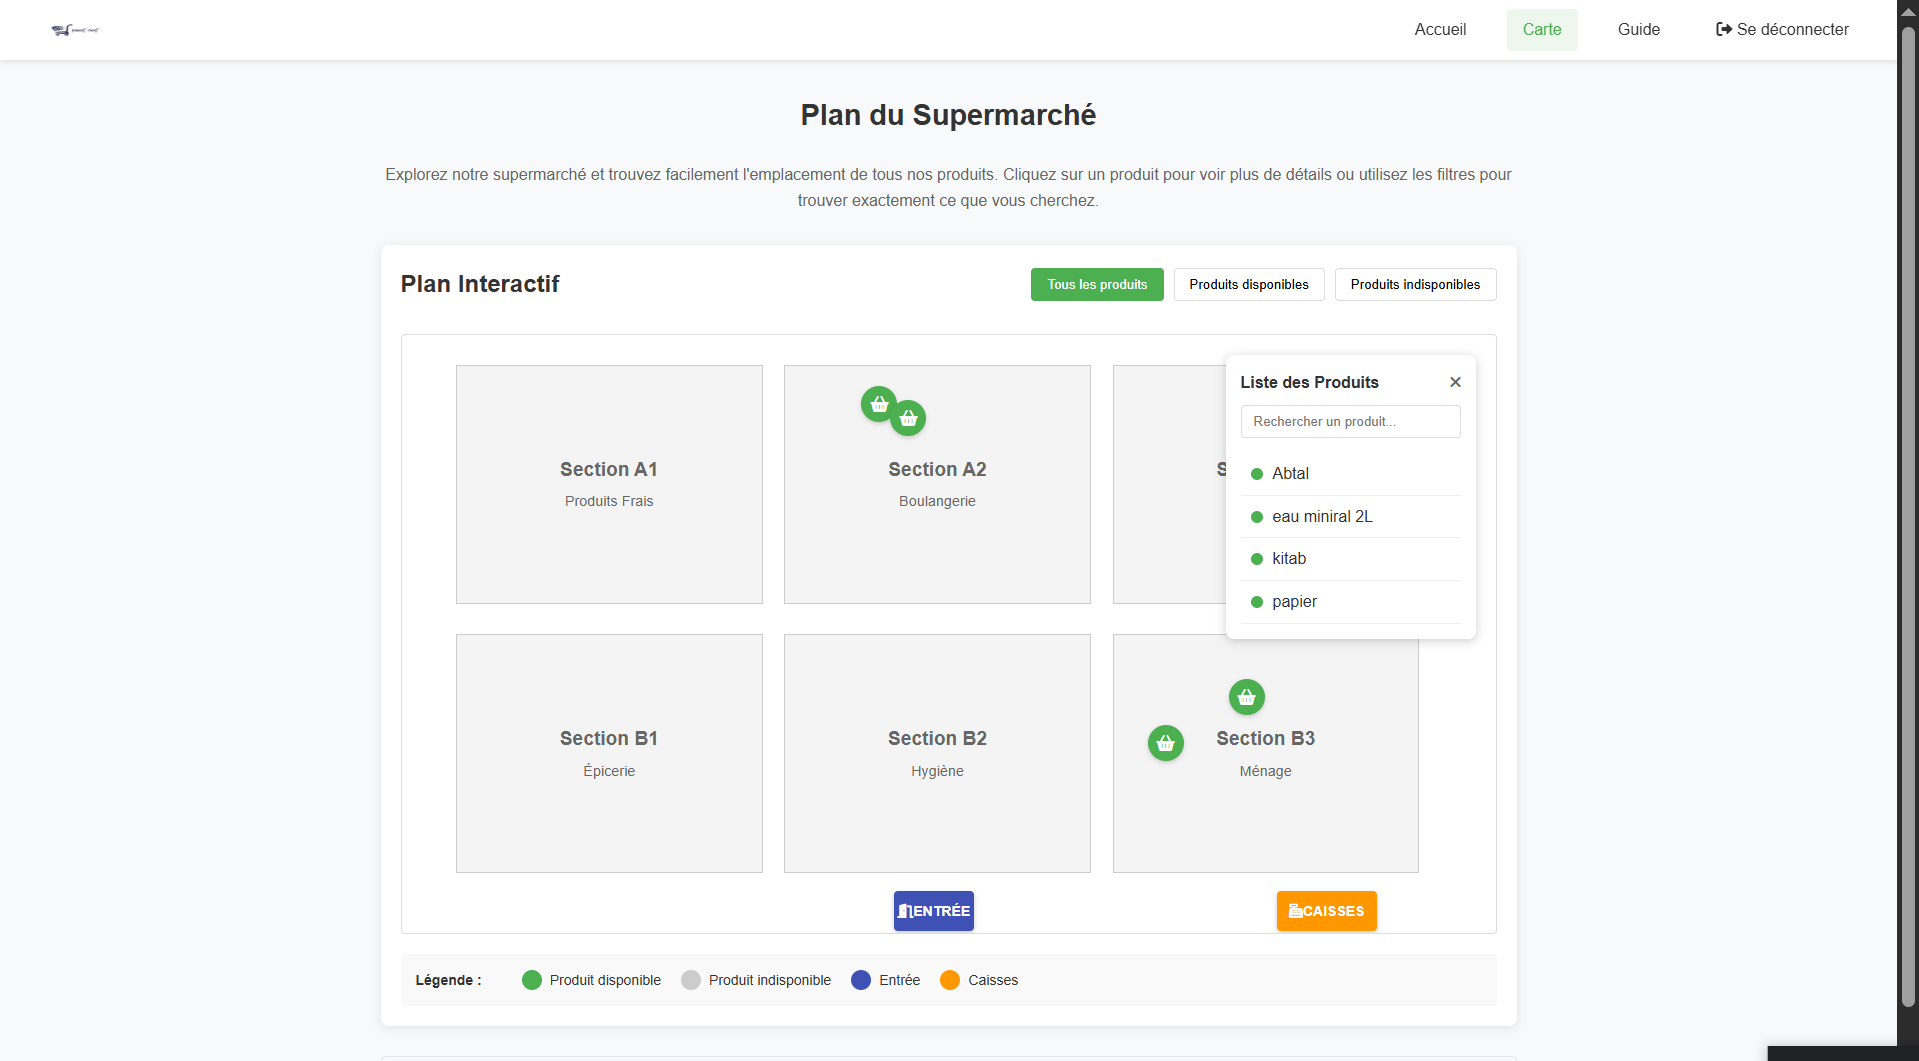 Accueil
Carte
Guide
Se déconnecter
Plan du Supermarché
Explorez notre supermarché et trouvez facilement l'emplacement de tous nos produits. Cliquez sur un produit pour voir plus de détails ou utilisez les filtres pour
trouver exactement ce que vous cherchez.
Plan Interactif
Tous les produits
Produits disponibles
Produits indisponibles
Section A1
Produits Frais
Section A2
Boulangerie
S
Liste des Produits
Rechercher un produit...
Abtal
eau miniral 2L
kitab
papier
Section B1
Épicerie
Section B2
Hygiène
Section B3
Ménage
ENTRÉE
CAISSES
Légende :
Produit disponible
Produit indisponible
Entrée
Caisses